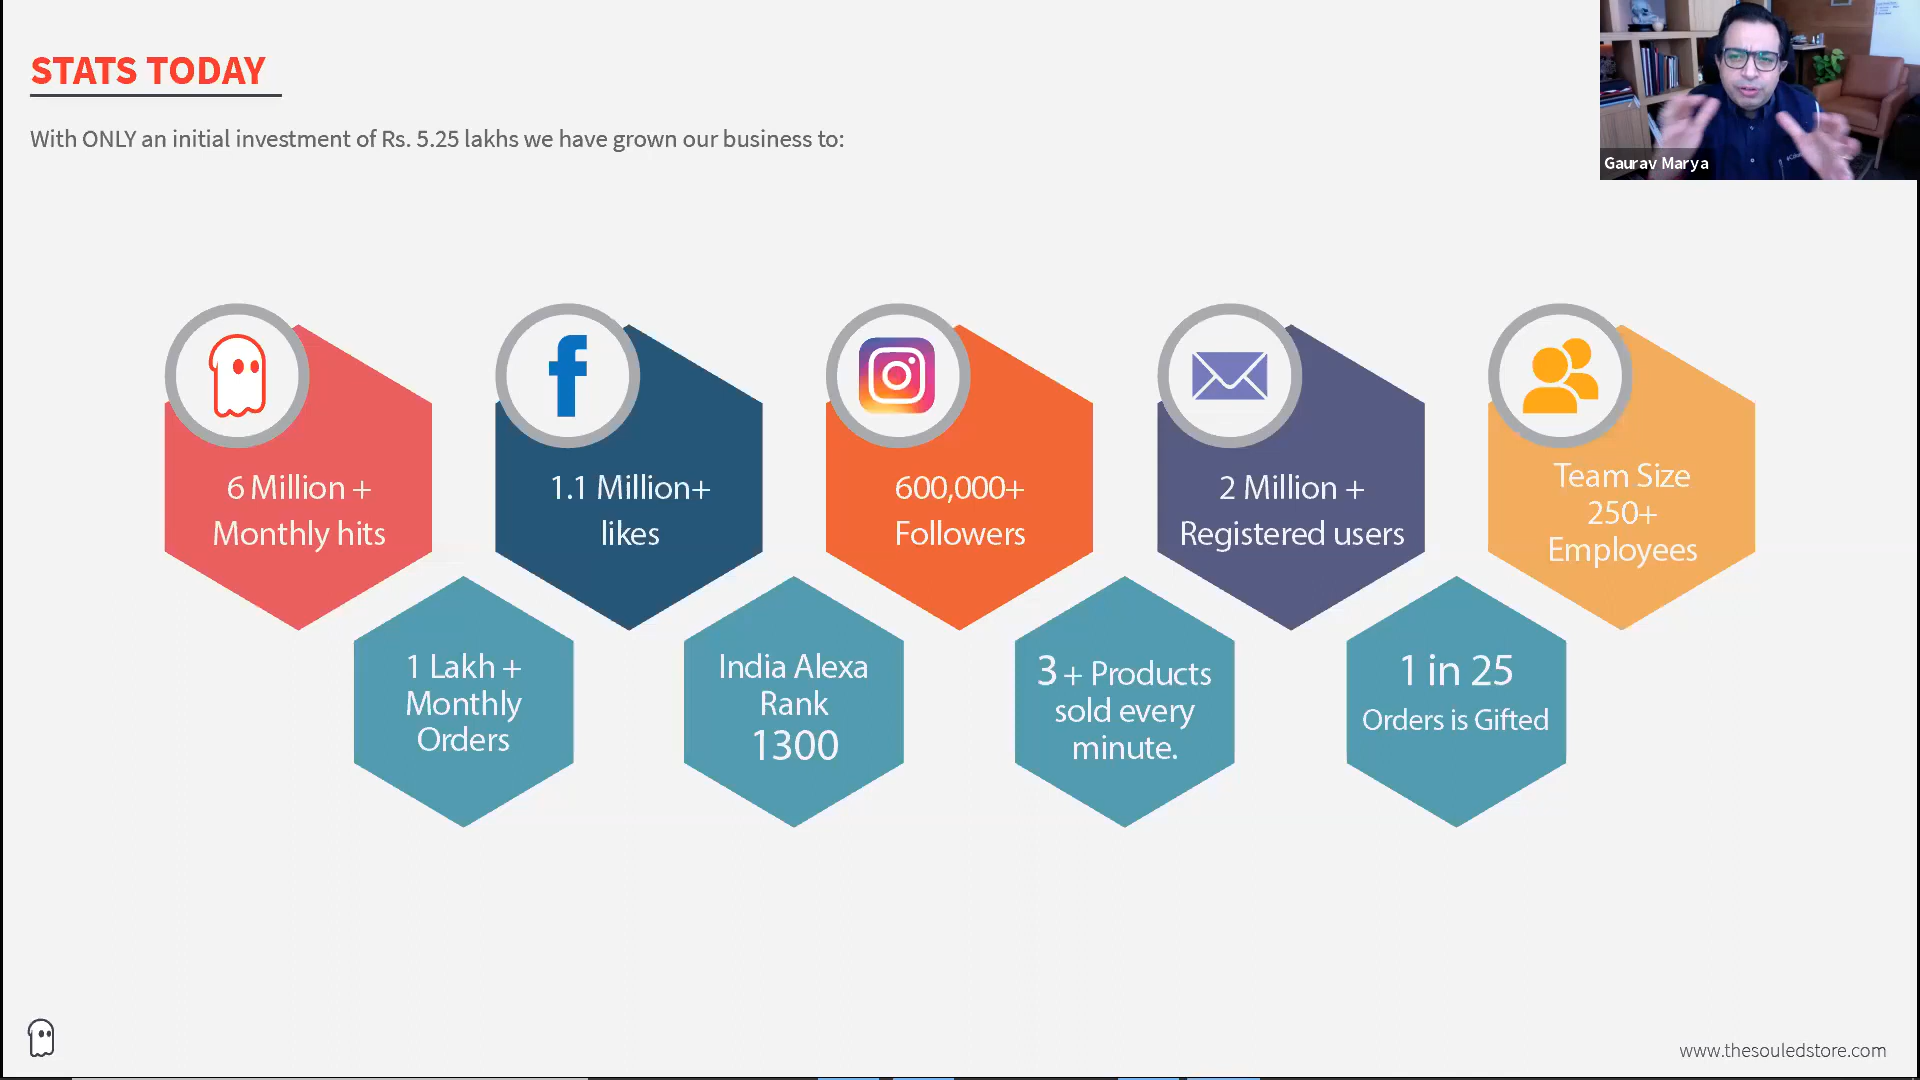 STATS TODAY
With ONLY an initial investment of Rs. 5.25 lakhs we have grown our business to:
Gaurav Marya
6 Million +
Monthly hits
1.1 Million+
likes
600,000+
Followers
2 Million +
Registered users
Team Size
250+
Employees
1 Lakh +
Monthly
Orders
India Alexa
Rank
1300
3 + Products
sold every
minute.
1 in 25
Orders is Gifted
www.thesouledstore.com